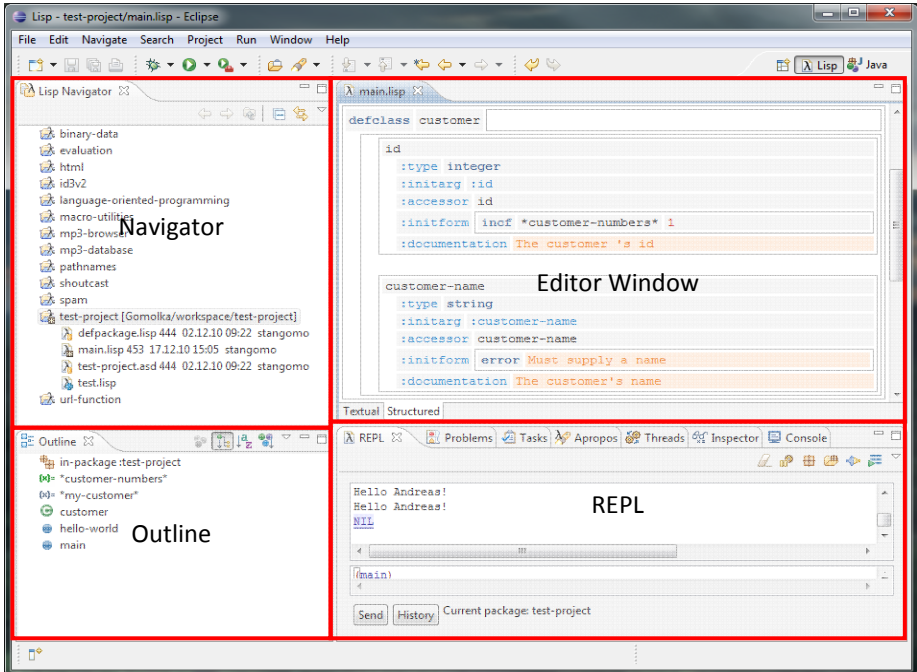 Lisp - test-project/main.lisp - Eclipse
File Edit Navigate Search Project Run Window Help
Lisp Java
Lisp Navigator
binary-data
evaluation
html
id3v2
language-oriented-programming
macro-utilities
mp3-browser
mp3-database
pathnames
shoutcast
spam
test-project [Gomolka/workspace/test-project]
defpackage.lisp 444 02.12.10 09:22 stangomo
main.lisp 453 17.12.10 15:05 stangomo
test-project.asd 444 02.12.10 09:22 stangomo
test.lisp
url-function
Navigator
main.lisp
defclass customer
id
:type integer
:initarg :id
:accessor id
:initform incf *customer-numbers* 1
:documentation The customer 's id
customer-name
:type string
:initarg :customer-name
:accessor customer-name
:initform error Must supply a name
:documentation The customer's name
Editor Window
Textual Structured
Outline
in-package :test-project
*customer-numbers*
*my-customer*
customer
hello-world
main
Outline
REPL Problems Tasks Apropos Threads Inspector Console
Hello Andreas!
Hello Andreas!
NIL
REPL
(main)
Send History Current package: test-project